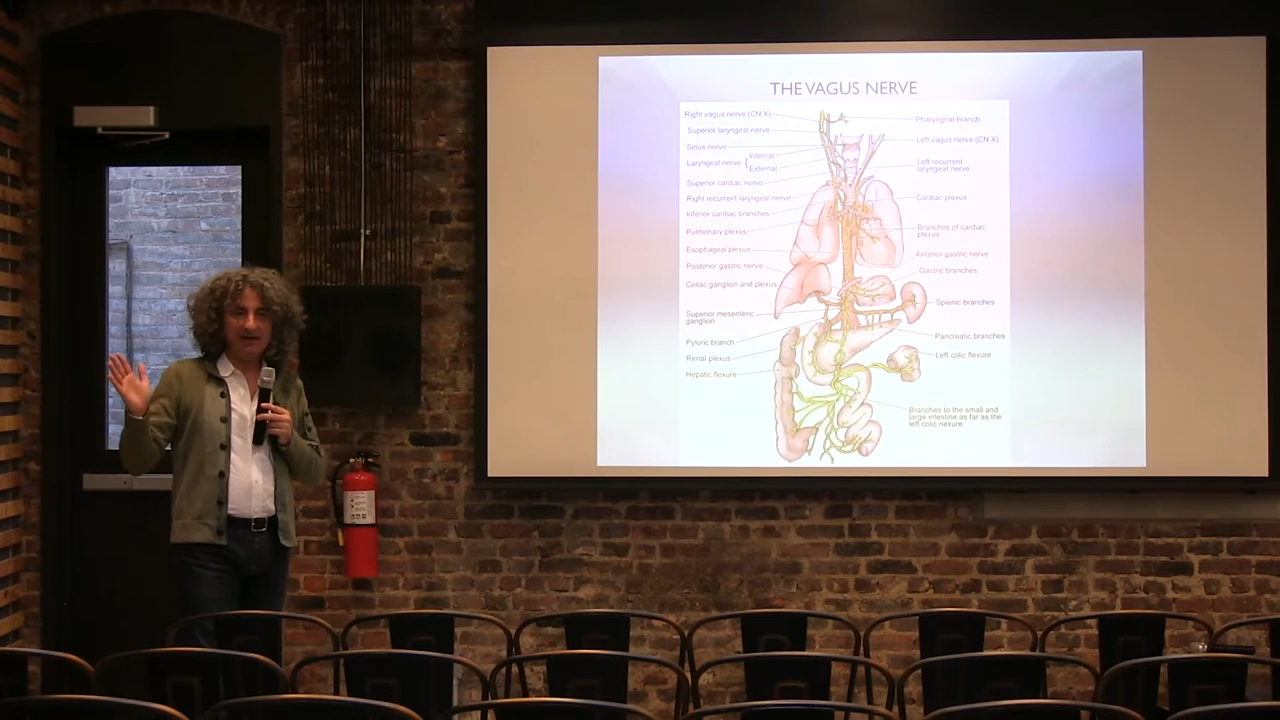 THE VAGUS NERVE
Right vagus nerve (CN X)
Superior laryngeal nerve
Sinus nerve
Laryngeal nerve { Internal
External
Superior cardiac nerve
Right recurrent laryngeal nerve
Inferior cardiac branches
Pulmonary plexus
Esophageal plexus
Posterior gastric nerve
Celiac ganglion and plexus
Superior mesenteric
ganglion
Pyloric branch
Renal plexus
Hepatic flexure
Pharyngeal branch
Left vagus nerve (CN X)
Left recurrent
laryngeal nerve
Cardiac plexus
Branches of cardiac
plexus
Anterior gastric nerve
Gastric branches
Splenic branches
Pancreatic branches
Left colic flexure
Branches to the small and
large intestine as far as the
left colic flexure